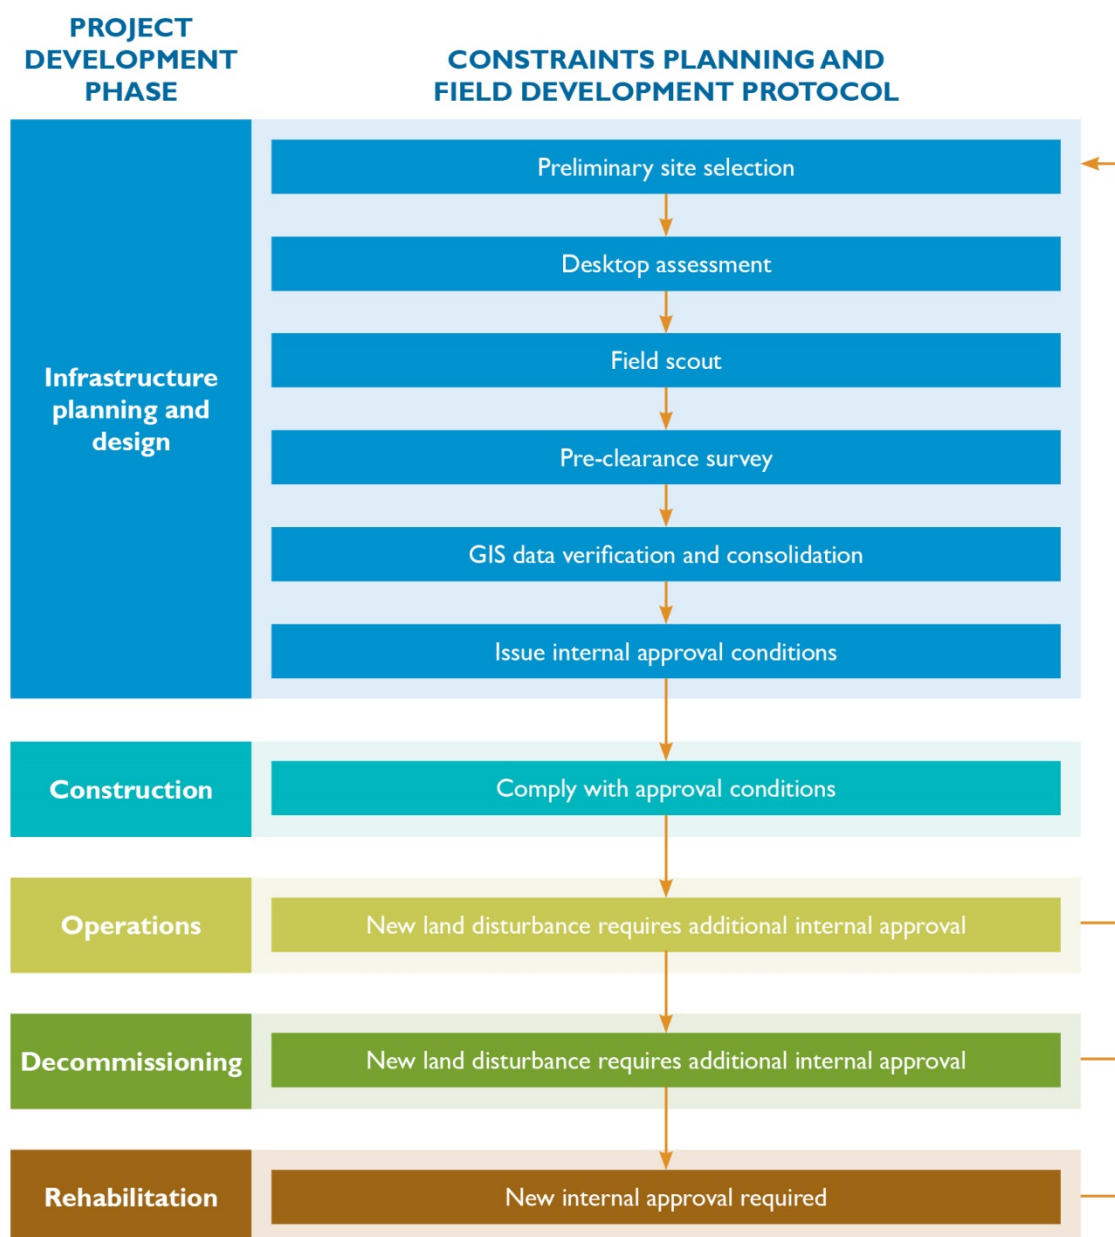 PROJECT
DEVELOPMENT
PHASE
CONSTRAINTS PLANNING AND
FIELD DEVELOPMENT PROTOCOL
Infrastructure
planning and
design
Preliminary site selection
Desktop assessment
Field scout
Pre-clearance survey
GIS data verification and consolidation
Issue internal approval conditions
Construction
Comply with approval conditions
Operations
New land disturbance requires additional internal approval
Decommissioning
New land disturbance requires additional internal approval
Rehabilitation
New internal approval required